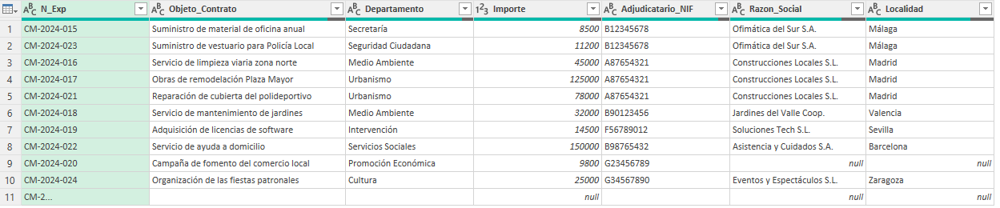 N_Exp Objeto_Contrato Departamento Importe Adjudicatario_NIF Razon_Social Localidad
1 CM-2024-015 Suministro de material de oficina anual Secretaría 8500 B12345678 Ofimática del Sur S.A. Málaga
2 CM-2024-023 Suministro de vestuario para Policía Local Seguridad Ciudadana 11200 B12345678 Ofimática del Sur S.A. Málaga
3 CM-2024-016 Servicio de limpieza viaria zona norte Medio Ambiente 45000 A87654321 Construcciones Locales S.L. Madrid
4 CM-2024-017 Obras de remodelación Plaza Mayor Urbanismo 125000 A87654321 Construcciones Locales S.L. Madrid
5 CM-2024-021 Reparación de cubierta del polideportivo Urbanismo 78000 A87654321 Construcciones Locales S.L. Madrid
6 CM-2024-018 Servicio de mantenimiento de jardines Medio Ambiente 32000 B90123456 Jardines del Valle Coop. Valencia
7 CM-2024-019 Adquisición de licencias de software Intervención 14500 F56789012 Soluciones Tech S.L. Sevilla
8 CM-2024-022 Servicio de ayuda a domicilio Servicios Sociales 150000 B98765432 Asistencia y Cuidados S.A. Barcelona
9 CM-2024-020 Campaña de fomento del comercio local Promoción Económica 9800 G23456789 null null
10 CM-2024-024 Organización de las fiestas patronales Cultura 25000 G34567890 Eventos y Espectáculos S.L. Zaragoza
11 CM-2... null null null